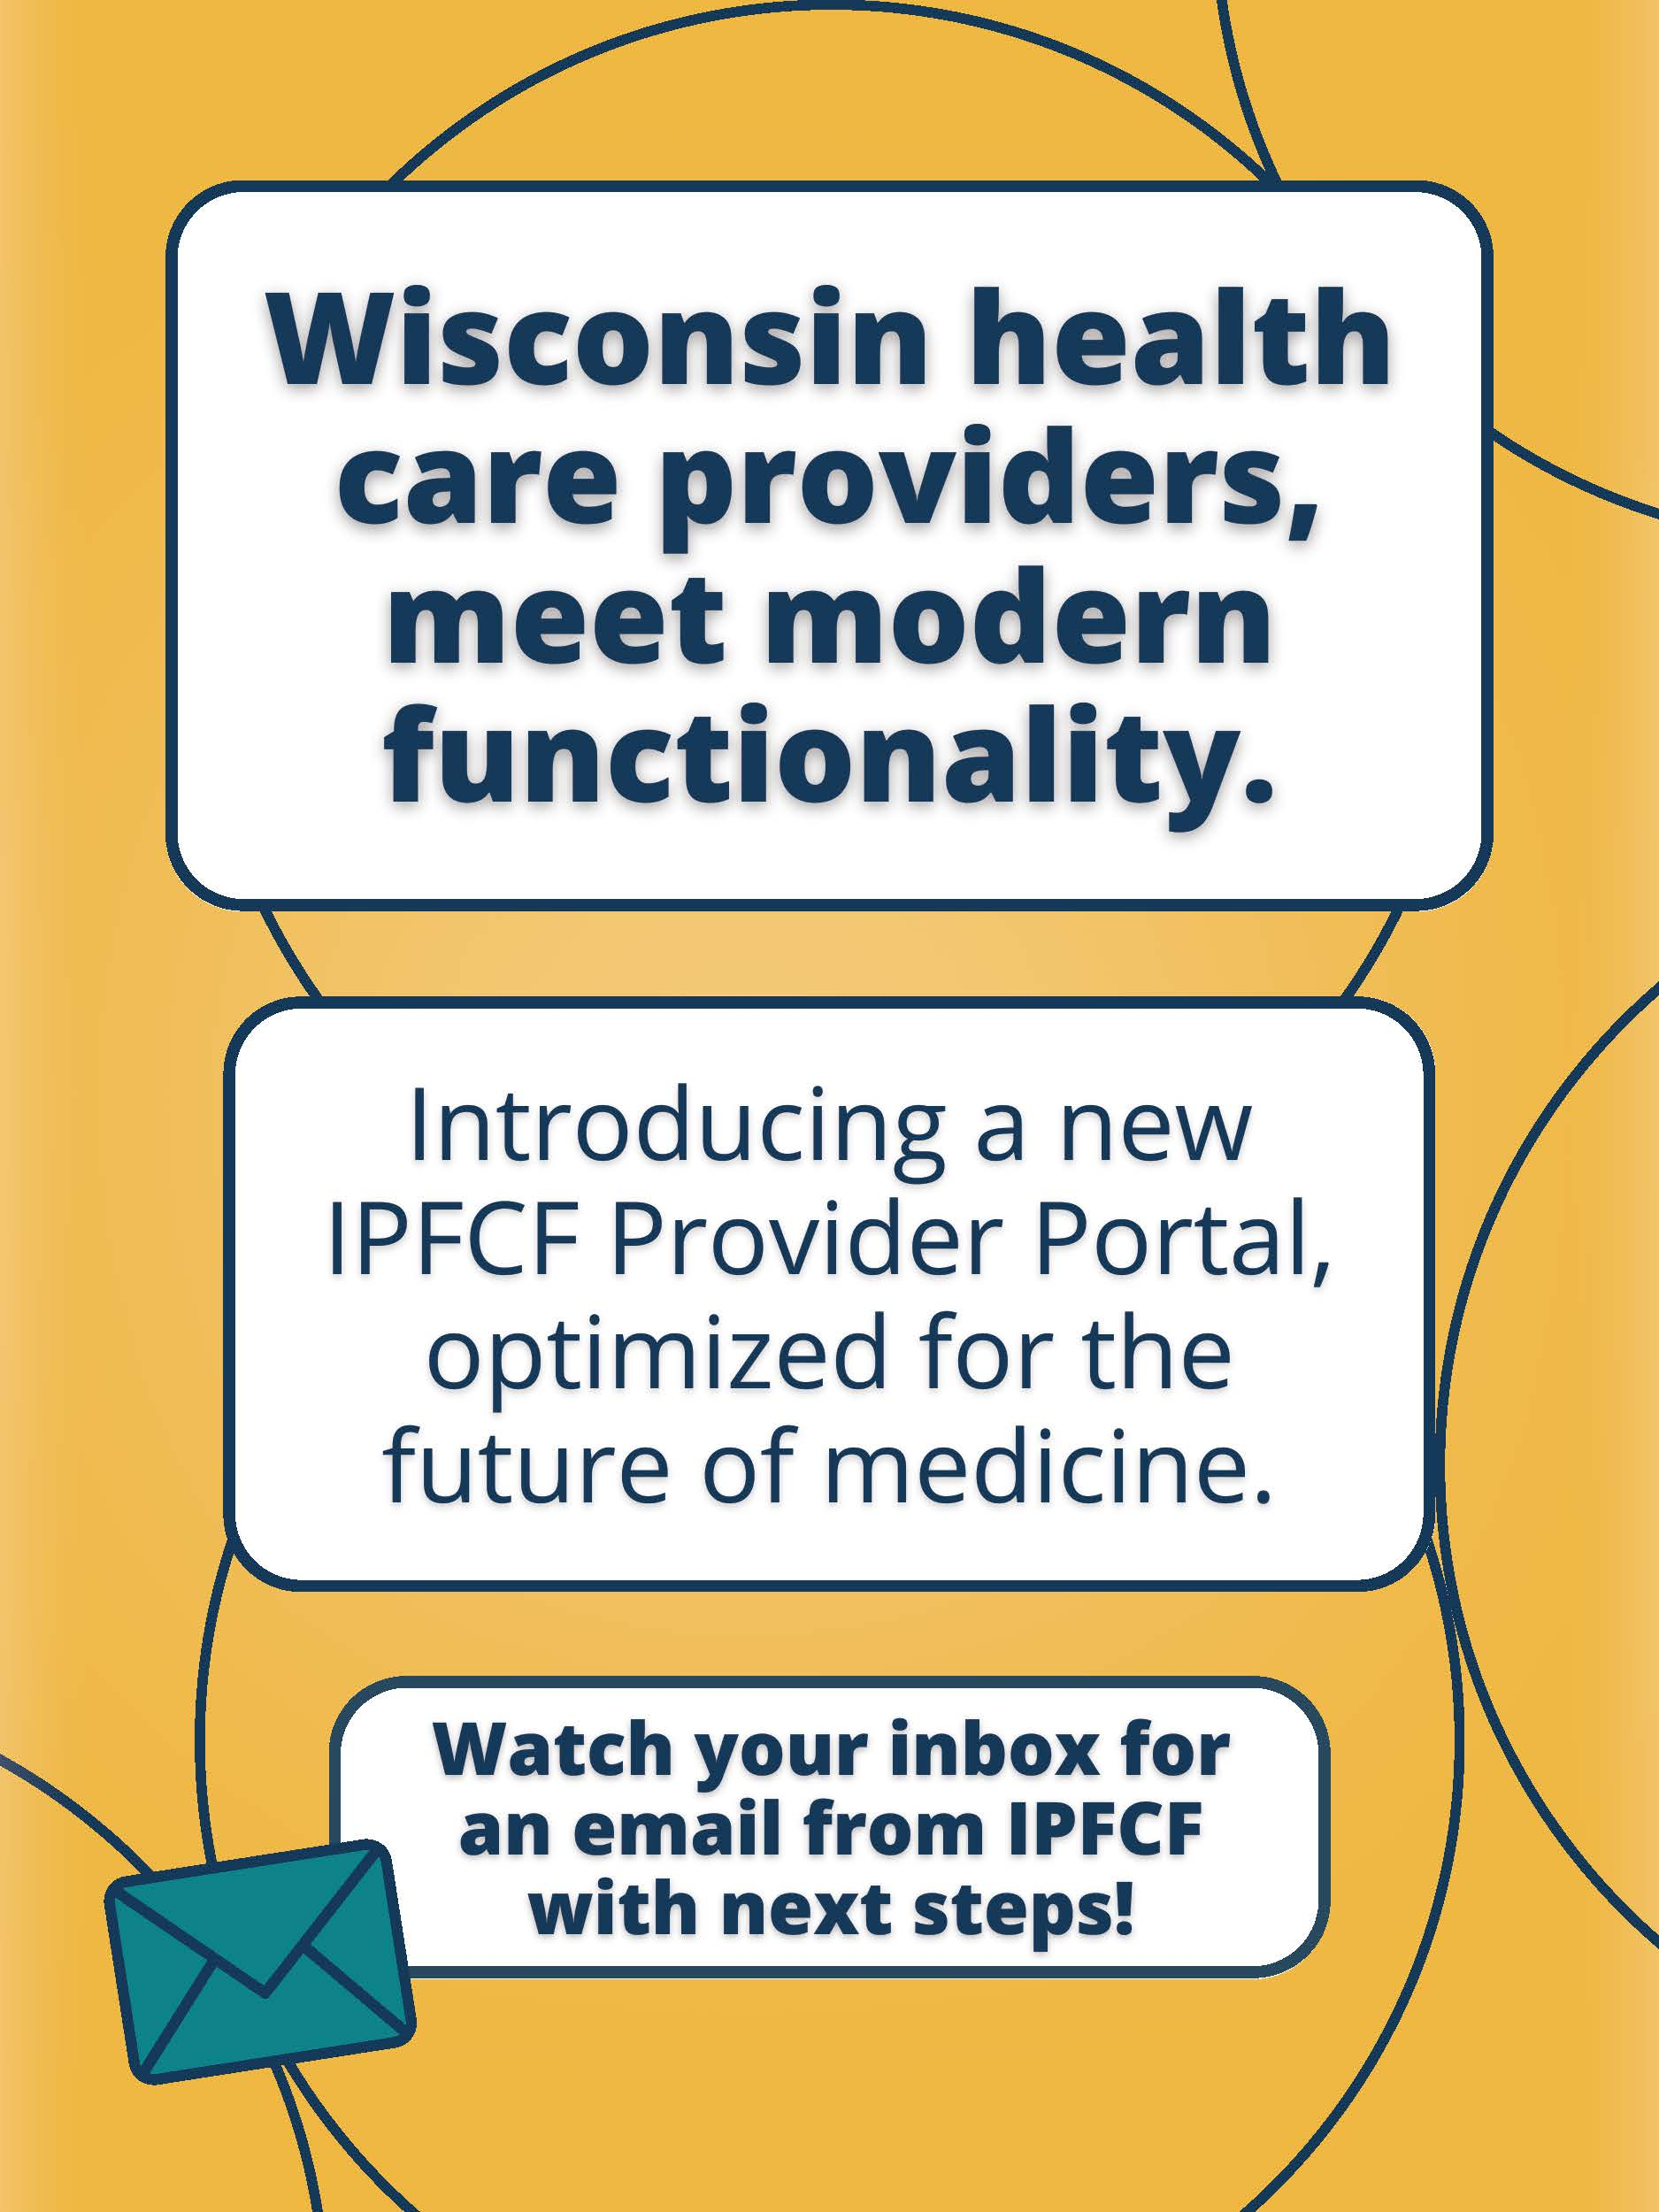 Wisconsin health
care providers,
meet modern
functionality.
Introducing a new
IPFCF Provider Portal,
optimized for the
future of medicine.
Watch your inbox for
an email from IPFCF
with next steps!